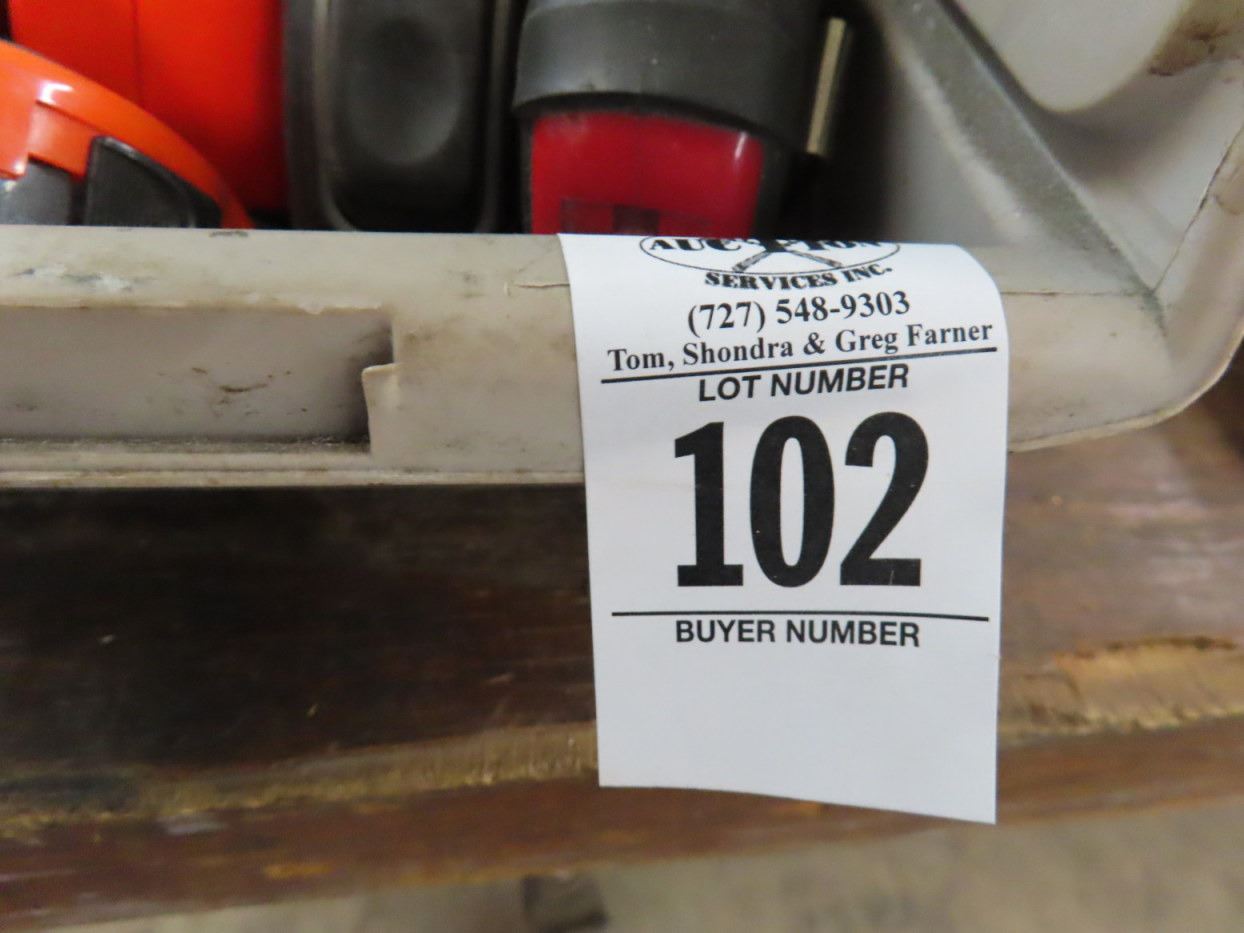 SERVICES INC.
(727) 548-9303
Tom, Shondra & Greg Farner
LOT NUMBER
102
BUYER NUMBER